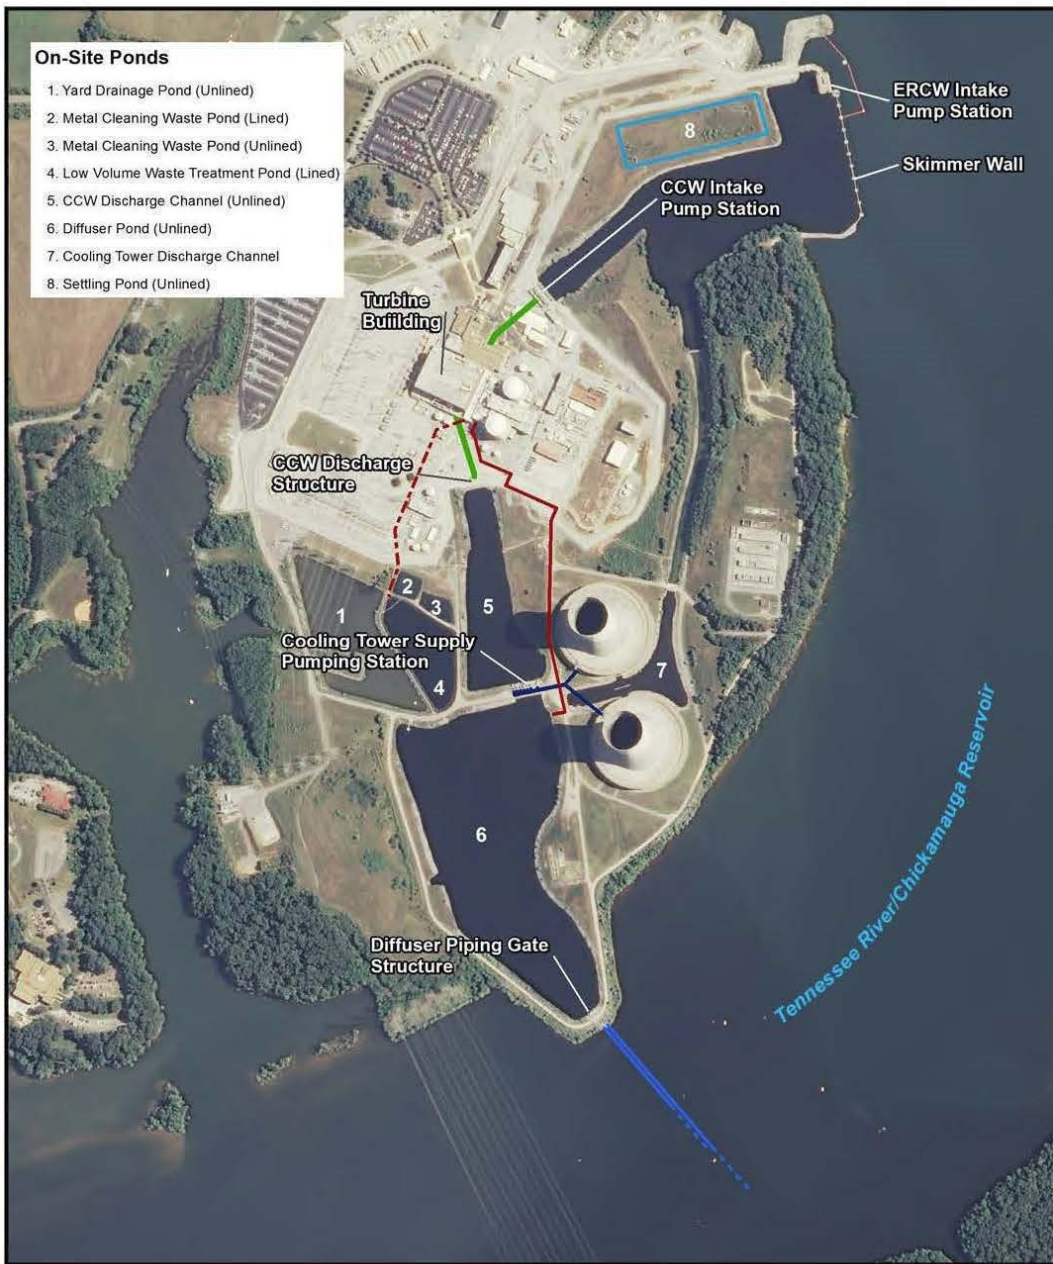 On-Site Ponds
1. Yard Drainage Pond (Unlined)
2. Metal Cleaning Waste Pond (Lined)
3. Metal Cleaning Waste Pond (Unlined)
4. Low Volume Waste Treatment Pond (Lined)
5. CCW Discharge Channel (Unlined)
6. Diffuser Pond (Unlined)
7. Cooling Tower Discharge Channel
8. Settling Pond (Unlined)
ERCW Intake
Pump Station
8
Skimmer Wall
CCW Intake
Pump Station
Turbine
Buiilding
CCW Discharge
Structure
2
3
1
5
Cooling Tower Supply
Pumping Station
7
4
6
Tennessee River/Chickamauga Reservoir
Diffuser Piping Gate
Structure